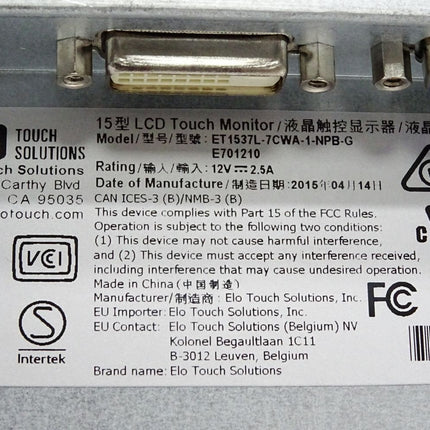 TOUCH
SOLUTIONS
Carthy Blvd
CA 95035
otouch.com
15型 LCD Touch Monitor/液晶触控显示器/液晶
Model/型号/型號: ET1537L-7CWA-1-NPB-G
E701210
Rating/输入/輸入: 12V ⎓ 2.5A
Date of Manufacture/制造日期: 2015年04月14日
CAN ICES-3 (B)/NMB-3 (B)
This device complies with Part 15 of the FCC Rules.
Operation is subject to the following two conditions:
(1) This device may not cause harmful interference,
and (2) This device must accept any interference received,
including interference that may cause undesired operation.
Made in China (中国制造)
Manufacturer/制造商: Elo Touch Solutions, Inc.
EU Importer: Elo Touch Solutions, Inc.
EU Contact: Elo Touch Solutions (Belgium) NV
Kolonel Begaultlaan 1C11
B-3012 Leuven, Belgium
Brand name: Elo Touch Solutions
VCCI
S
Intertek
FC